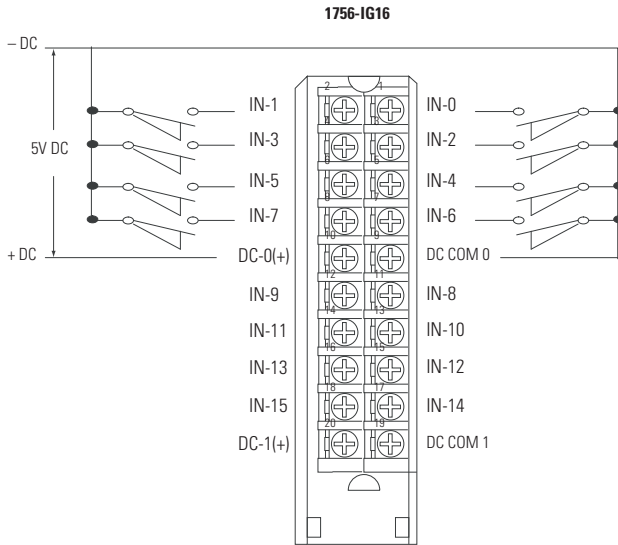 1756-IG16
– DC
2 1
IN-1 IN-0
4 3
IN-3 IN-2
5V DC
6 5
IN-5 IN-4
8 7
IN-7 IN-6
10 9
+ DC DC-0(+) DC COM 0
12 11
IN-9 IN-8
14 13
IN-11 IN-10
16 15
IN-13 IN-12
18 17
IN-15 IN-14
20 19
DC-1(+) DC COM 1